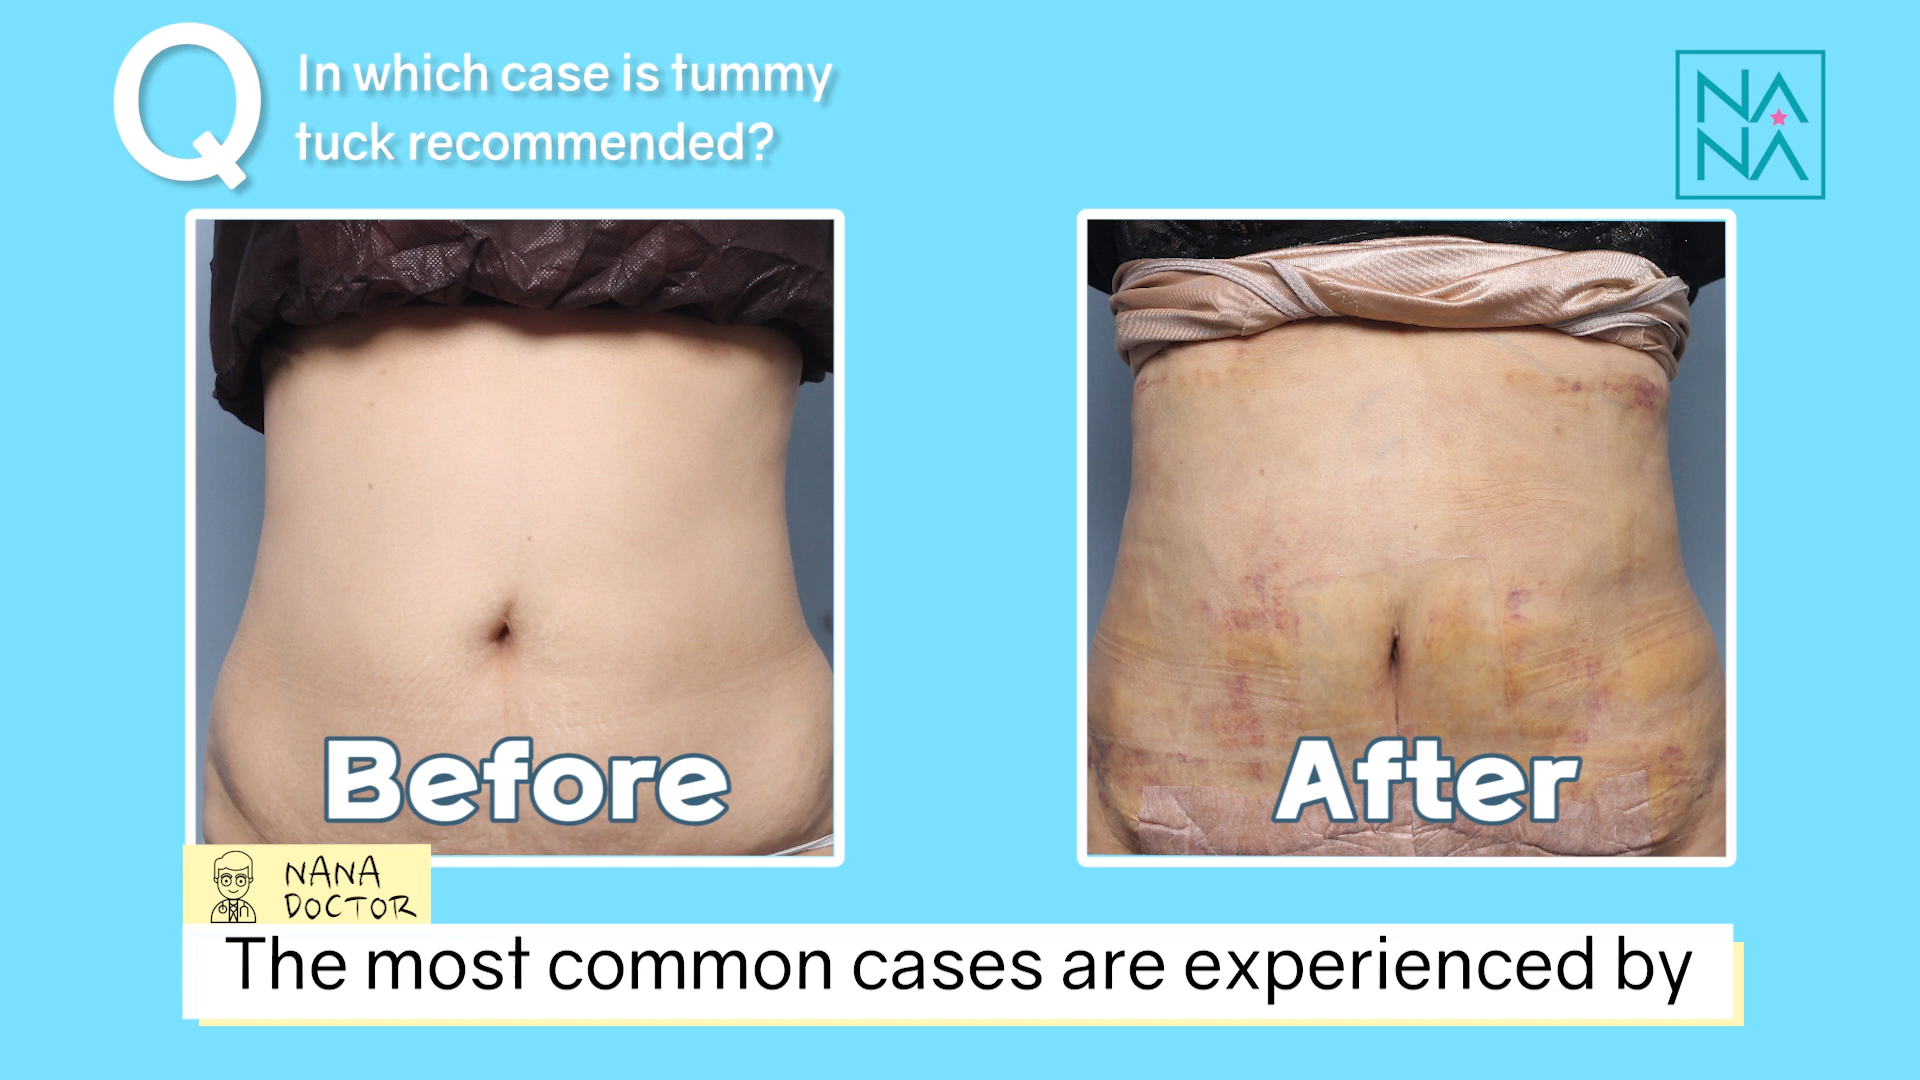 Q
In which case is tummy
tuck recommended?
NA
NA
Before
After
NANA
DOCTOR
The most common cases are experienced by